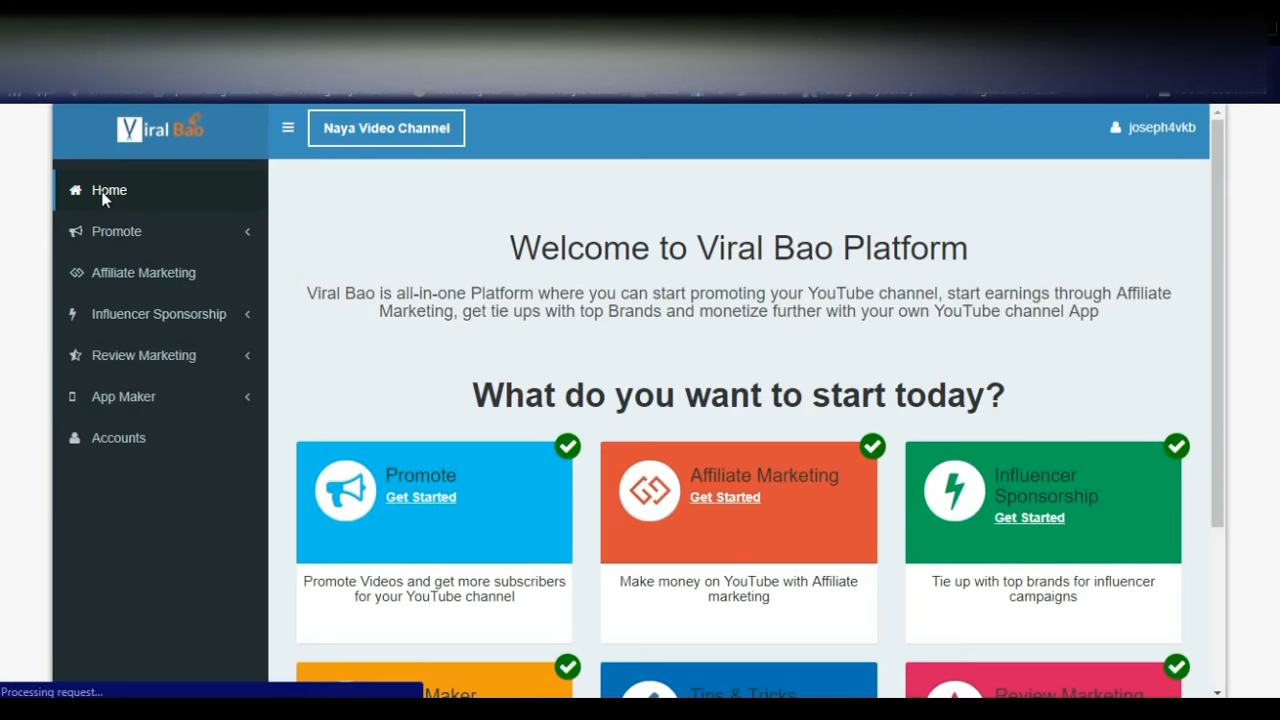 Viral Bao
Naya Video Channel
joseph4vkb
Home
Promote
Affiliate Marketing
Influencer Sponsorship
Review Marketing
App Maker
Accounts
Welcome to Viral Bao Platform
Viral Bao is all-in-one Platform where you can start promoting your YouTube channel, start earnings through Affiliate
Marketing, get tie ups with top Brands and monetize further with your own YouTube channel App
What do you want to start today?
Promote
Get Started
Promote Videos and get more subscribers
for your YouTube channel
Affiliate Marketing
Get Started
Make money on YouTube with Affiliate
marketing
Influencer
Sponsorship
Get Started
Tie up with top brands for influencer
campaigns
Maker
Tips & Tricks
Review Marketing
Processing request...